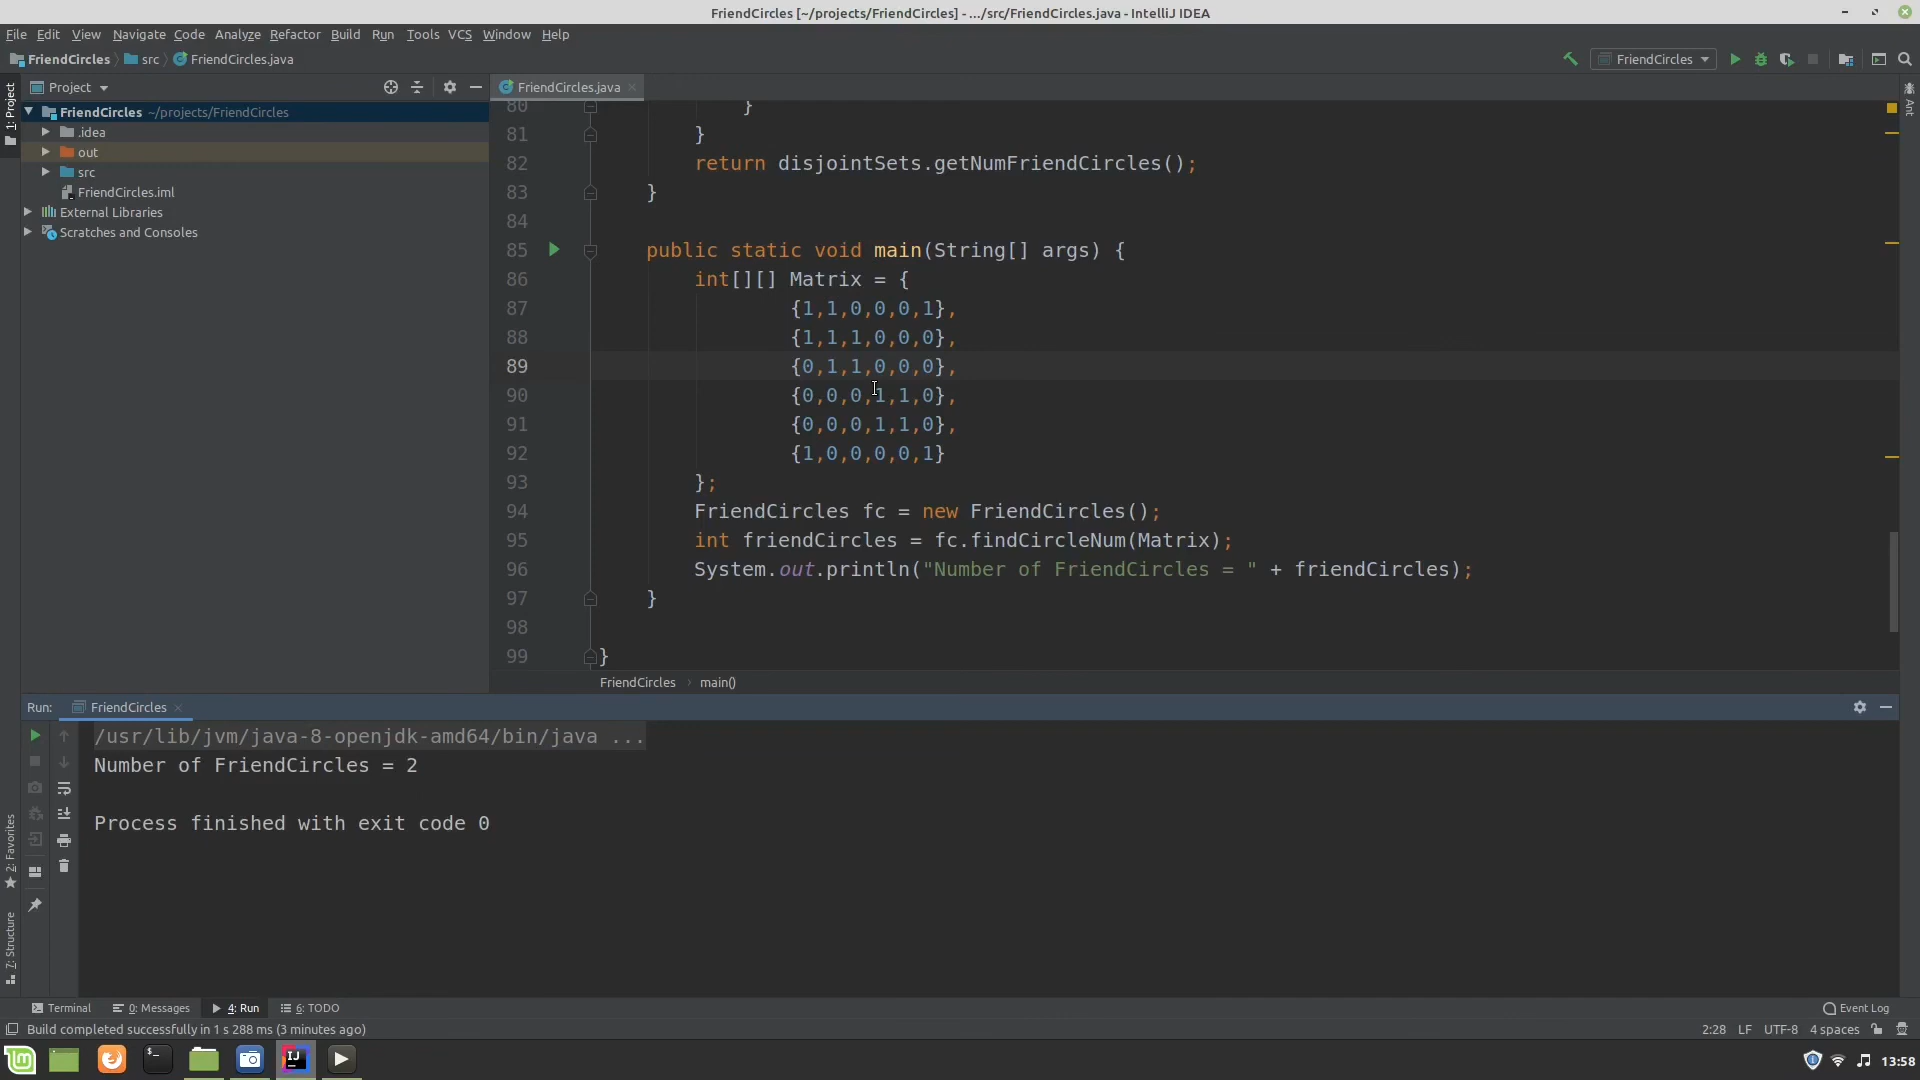 FriendCircles [~/projects/FriendCircles] - .../src/FriendCircles.java - IntelliJ IDEA
File Edit View Navigate Code Analyze Refactor Build Run Tools VCS Window Help
FriendCircles src FriendCircles.java
FriendCircles
1: Project
Project
FriendCircles ~/projects/FriendCircles
.idea
out
src
FriendCircles.iml
External Libraries
Scratches and Consoles
FriendCircles.java
Ant
80 }
81 }
82 return disjointSets.getNumFriendCircles();
83 }
84
85 public static void main(String[] args) {
86 int[][] Matrix = {
87 {1,1,0,0,0,1},
88 {1,1,1,0,0,0},
89 {0,1,1,0,0,0},
90 {0,0,0,1,1,0},
91 {0,0,0,1,1,0},
92 {1,0,0,0,0,1}
93 };
94 FriendCircles fc = new FriendCircles();
95 int friendCircles = fc.findCircleNum(Matrix);
96 System.out.println("Number of FriendCircles = " + friendCircles);
97 }
98
99 }
FriendCircles main()
Run: FriendCircles
/usr/lib/jvm/java-8-openjdk-amd64/bin/java ...
Number of FriendCircles = 2
Process finished with exit code 0
2: Favorites
7: Structure
Terminal 0: Messages 4: Run 6: TODO Event Log
Build completed successfully in 1 s 288 ms (3 minutes ago) 2:28 LF UTF-8 4 spaces
IJ 13:58